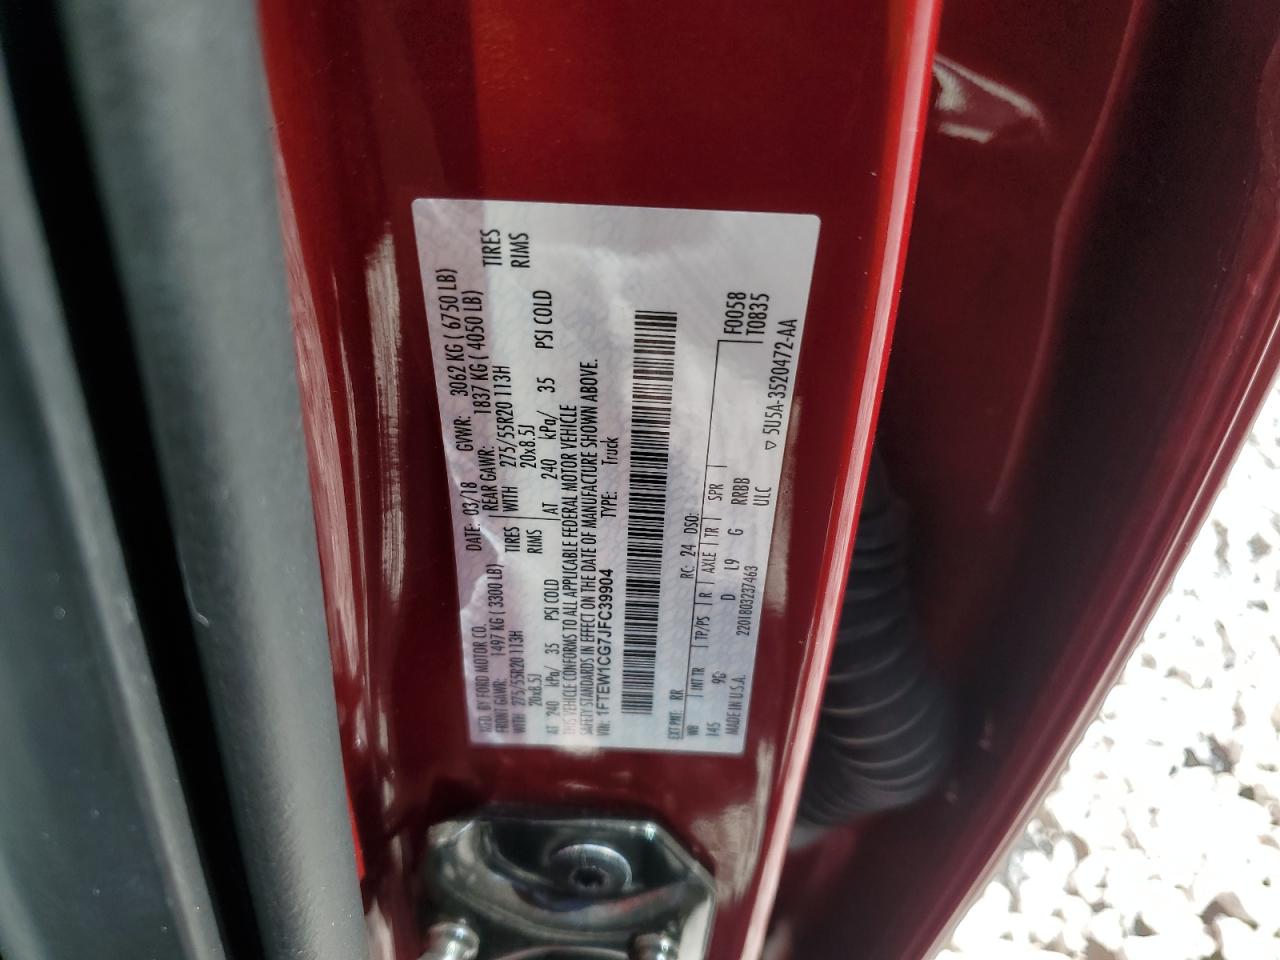 MFD. BY FORD MOTOR CO. DATE: 03/18 GVWR: 3062 KG ( 6750 LB)
FRONT GAWR: 1497 KG ( 3300 LB) REAR GAWR: 1837 KG ( 4050 LB)
WITH 275/55R20 113H TIRES WITH 275/55R20 113H TIRES
20x8.5J RIMS 20x8.5J RIMS
AT 240 kPa/ 35 PSI COLD AT 240 kPa/ 35 PSI COLD
THIS VEHICLE CONFORMS TO ALL APPLICABLE FEDERAL MOTOR VEHICLE
SAFETY STANDARDS IN EFFECT ON THE DATE OF MANUFACTURE SHOWN ABOVE.
VIN: 1FTEW1CG7JFC39904 TYPE: Truck
EXT PNT: RR RC: 24 DSO:
WB INT TR TP/PS R AXLE TR SPR F0058
145 D L9 G RRBB T0835
MADE IN U.S.A. 2201803237463 ULC
▽ 5U5A-3520472-AA